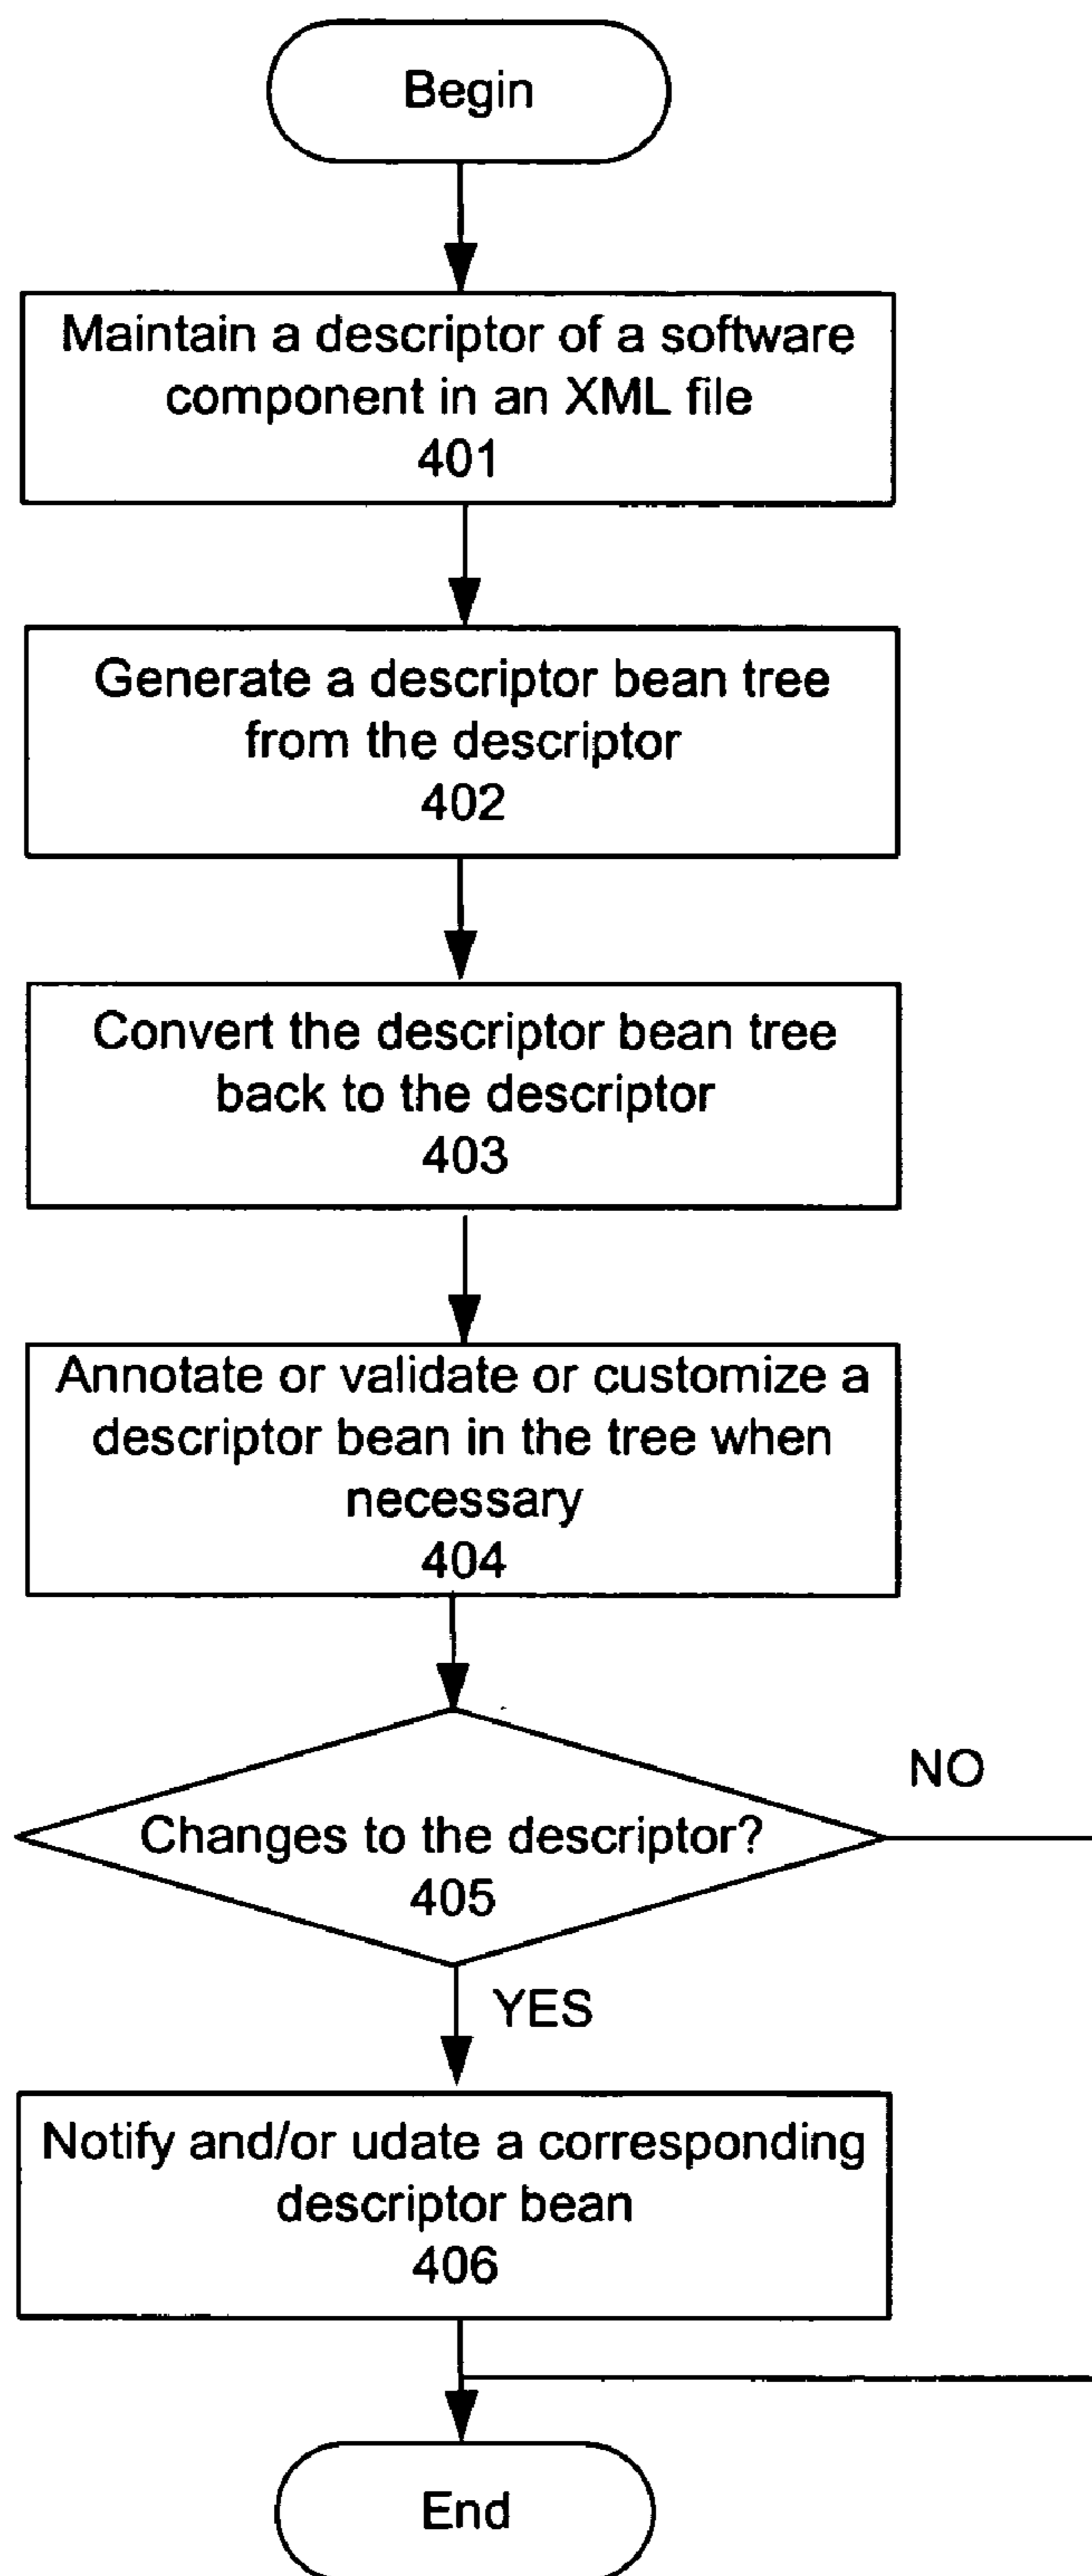 Begin
Maintain a descriptor of a software
component in an XML file
401
Generate a descriptor bean tree
from the descriptor
402
Convert the descriptor bean tree
back to the descriptor
403
Annotate or validate or customize a
descriptor bean in the tree when
necessary
404
NO
Changes to the descriptor?
405
YES
Notify and/or udate a corresponding
descriptor bean
406
End